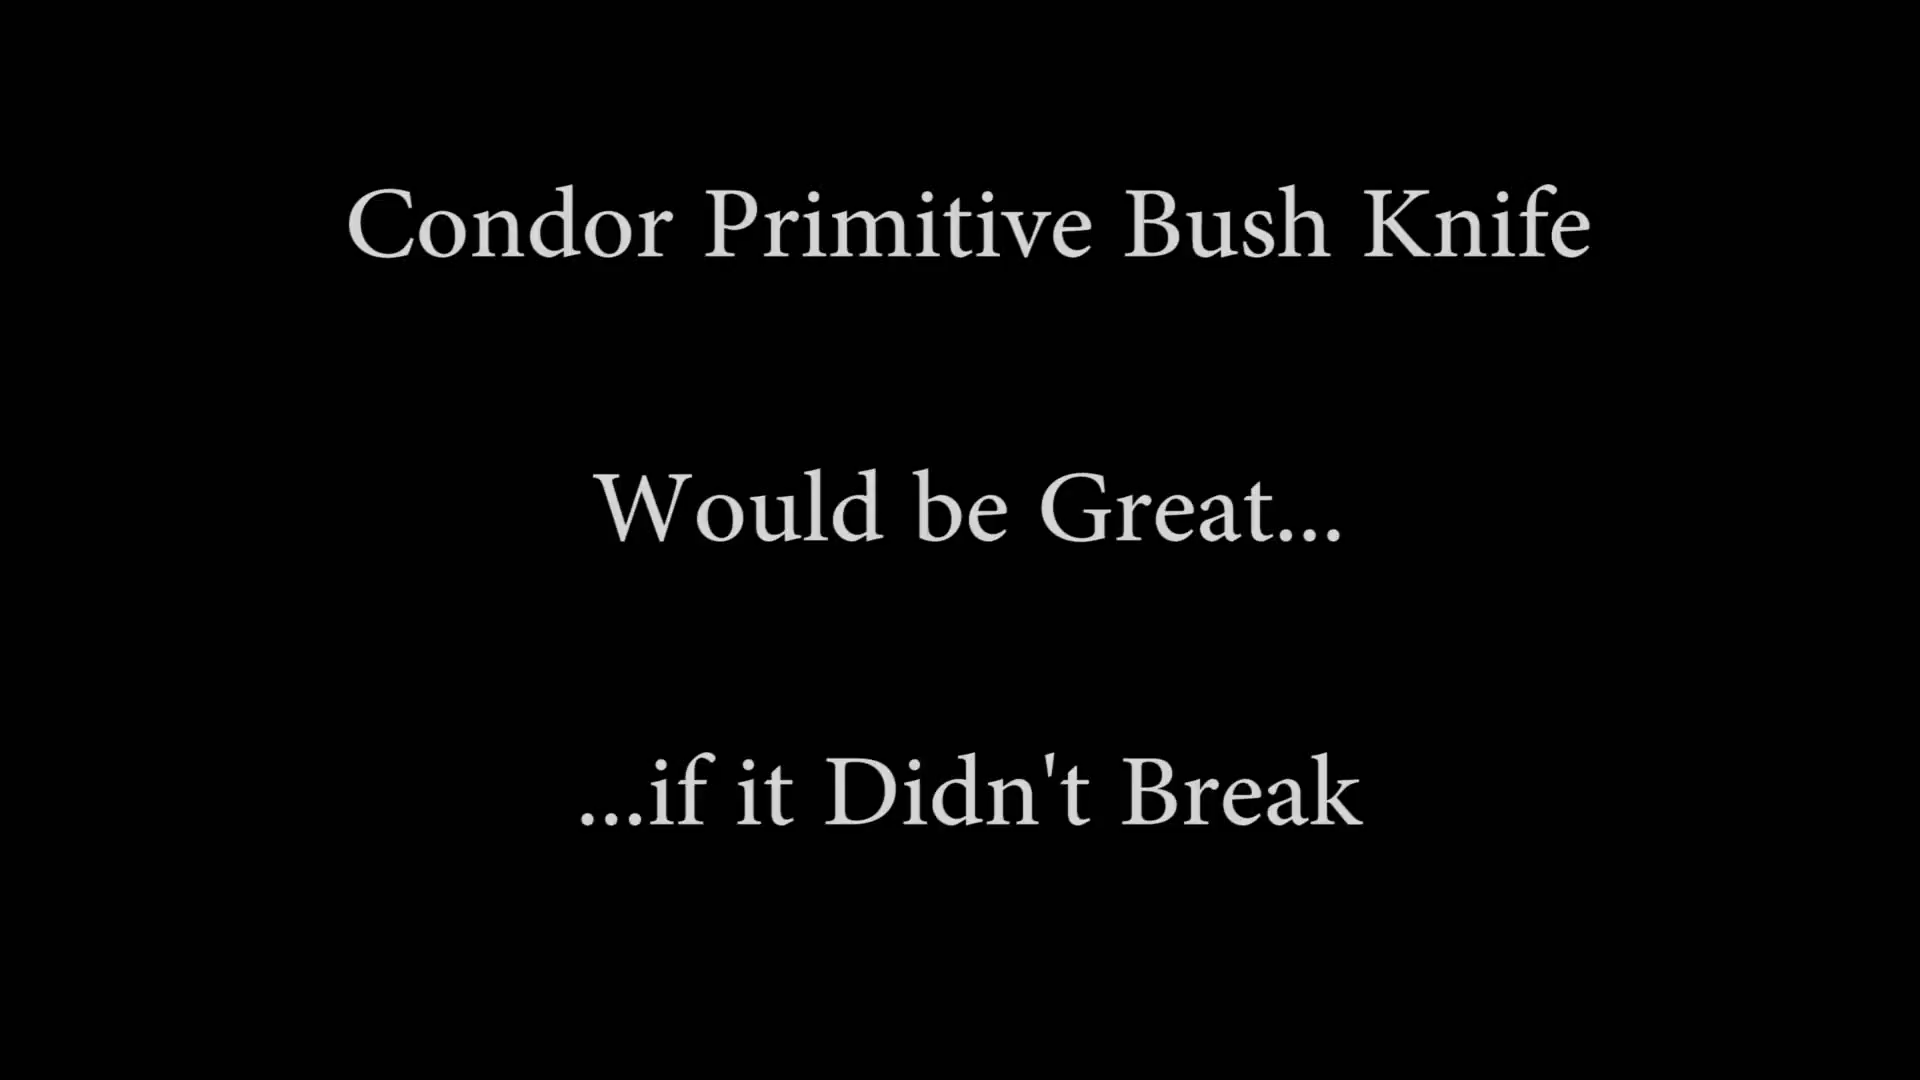 Condor Primitive Bush Knife
Would be Great...
...if it Didn't Break